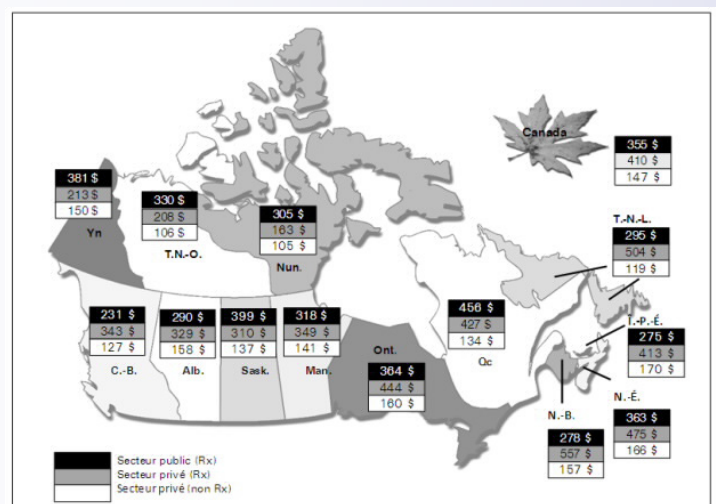 Canada
355 $
410 $
147 $
381 $
213 $
150 $
Yn
330 $
208 $
106 $
T.N.-O.
305 $
163 $
105 $
Nun.
T.-N.-L.
295 $
504 $
119 $
231 $
343 $
127 $
C.-B.
290 $
329 $
158 $
Alb.
399 $
310 $
137 $
Sask.
318 $
349 $
141 $
Man.
Ont.
364 $
444 $
160 $
456 $
427 $
134 $
Qc
T.-P.-É.
275 $
413 $
170 $
N.-É.
363 $
475 $
166 $
N.-B.
278 $
557 $
157 $
Secteur public (Rx)
Secteur privé (Rx)
Secteur privé (non Rx)